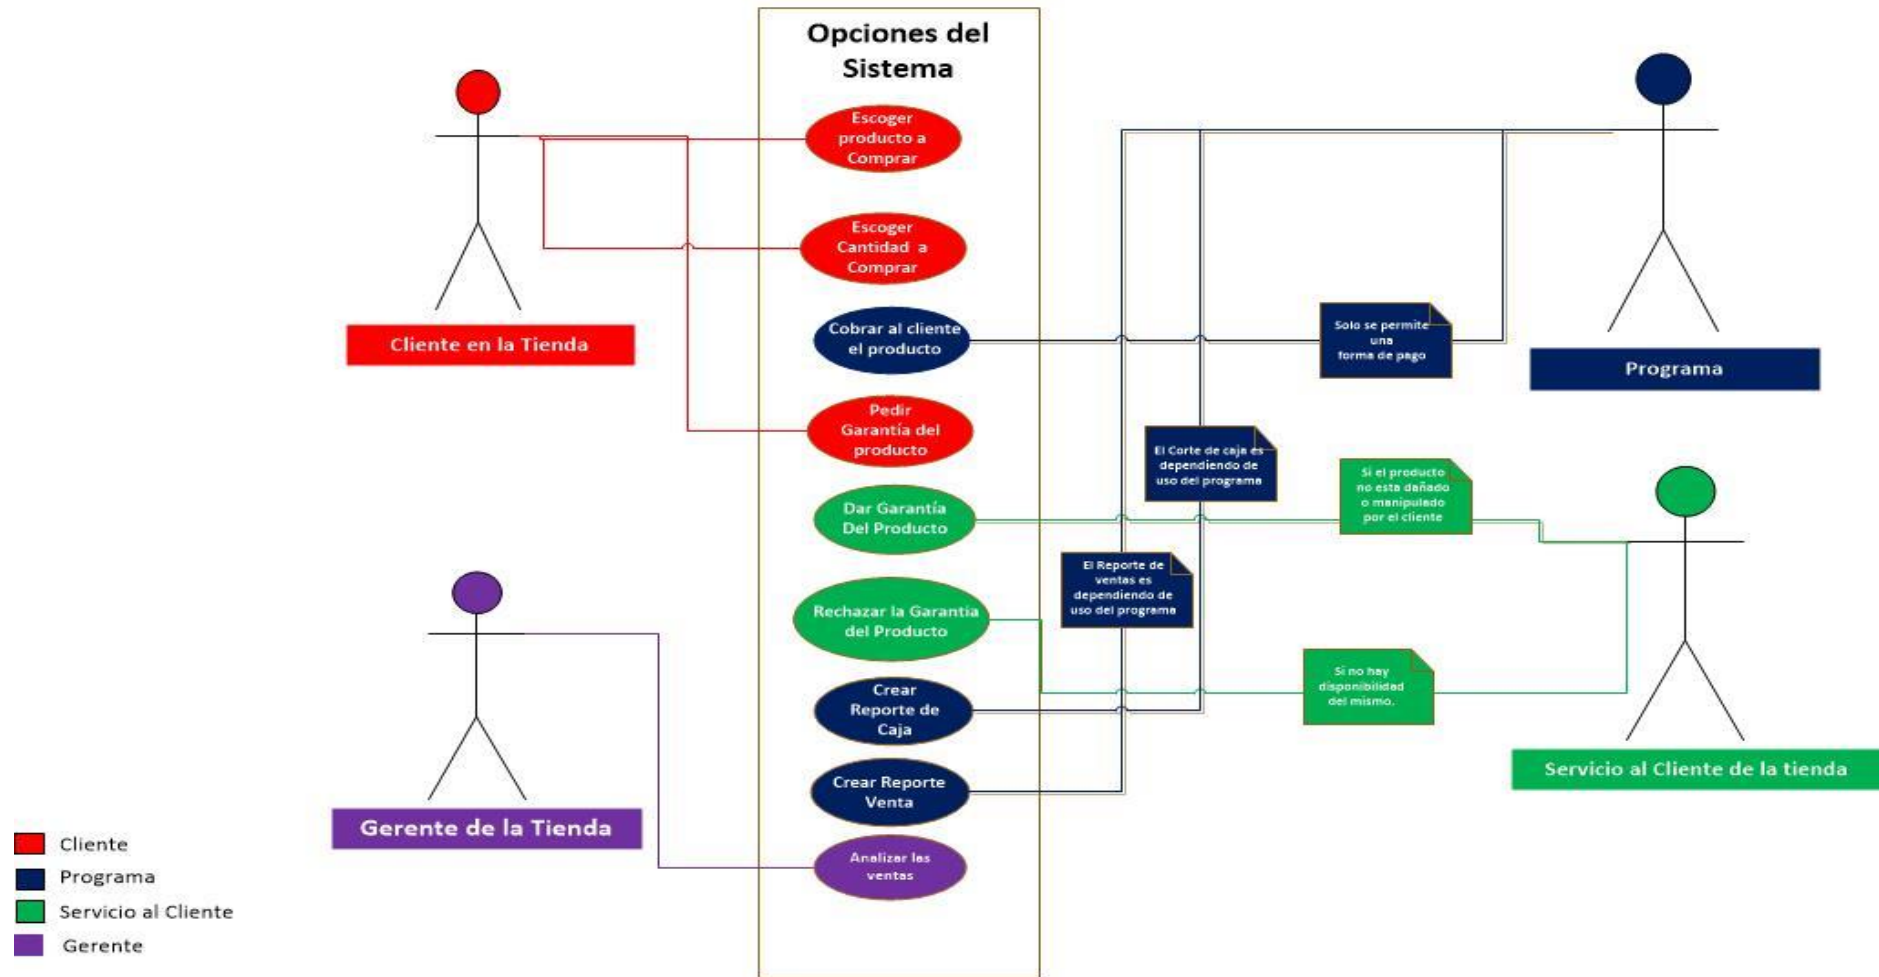 Opciones del
Sistema
Escoger
producto a
Comprar
Escoger
Cantidad a
Comprar
Cobrar al cliente
el producto
Pedir
Garantía del
producto
Dar Garantía
Del Producto
Rechazar la Garantía
del Producto
Crear
Reporte de
Caja
Crear Reporte
Venta
Analizar las
ventas
Cliente en la Tienda
Gerente de la Tienda
Solo se permite
una
forma de pago
Programa
El Corte de caja es
dependiendo de
uso del programa
Si el producto
no esta dañado
o manipulado
por el cliente
El Reporte de
ventas es
dependiendo de
uso del programa
Si no hay
disponibilidad
del mismo.
Servicio al Cliente de la tienda
Cliente
Programa
Servicio al Cliente
Gerente